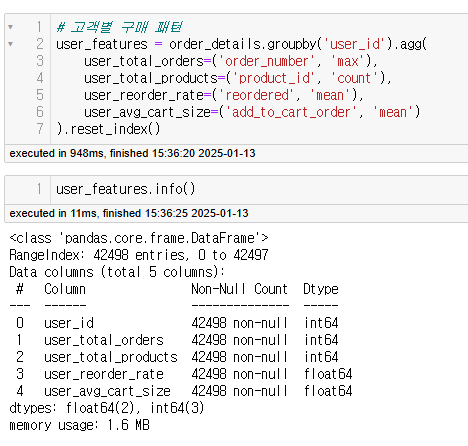 1 # 고객별 구매 패턴
2 user_features = order_details.groupby('user_id').agg(
3     user_total_orders=('order_number', 'max'),
4     user_total_products=('product_id', 'count'),
5     user_reorder_rate=('reordered', 'mean'),
6     user_avg_cart_size=('add_to_cart_order', 'mean')
7 ).reset_index()
executed in 948ms, finished 15:36:20 2025-01-13
1 user_features.info()
executed in 11ms, finished 15:36:25 2025-01-13
<class 'pandas.core.frame.DataFrame'>
RangeIndex: 42498 entries, 0 to 42497
Data columns (total 5 columns):
 #   Column               Non-Null Count  Dtype
---  ------               --------------  -----
 0   user_id              42498 non-null  int64
 1   user_total_orders    42498 non-null  int64
 2   user_total_products  42498 non-null  int64
 3   user_reorder_rate    42498 non-null  float64
 4   user_avg_cart_size   42498 non-null  float64
dtypes: float64(2), int64(3)
memory usage: 1.6 MB